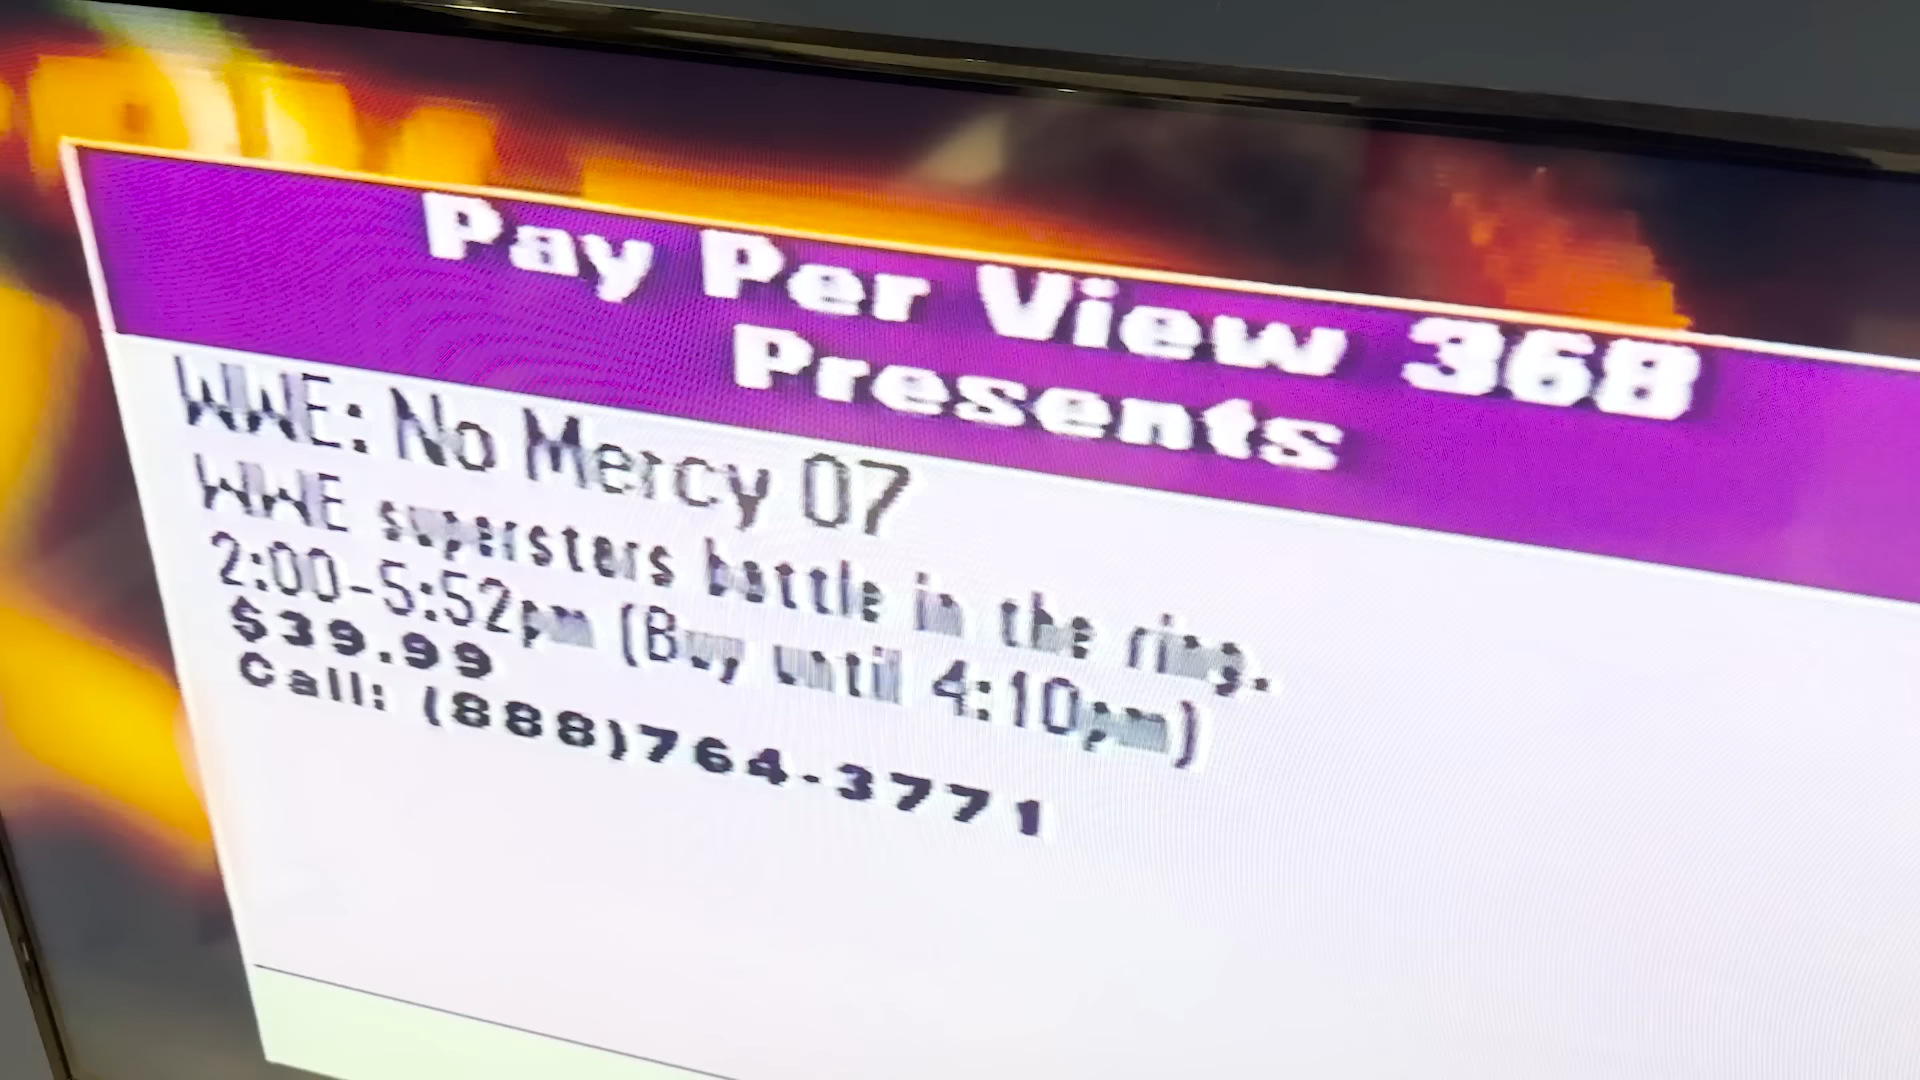 Pay Per View 368
Presents
WWE: No Mercy 07
WWE superstars battle in the ring.
2:00-5:52pm (Buy until 4:10pm)
$39.99
Call: (888)764-3771